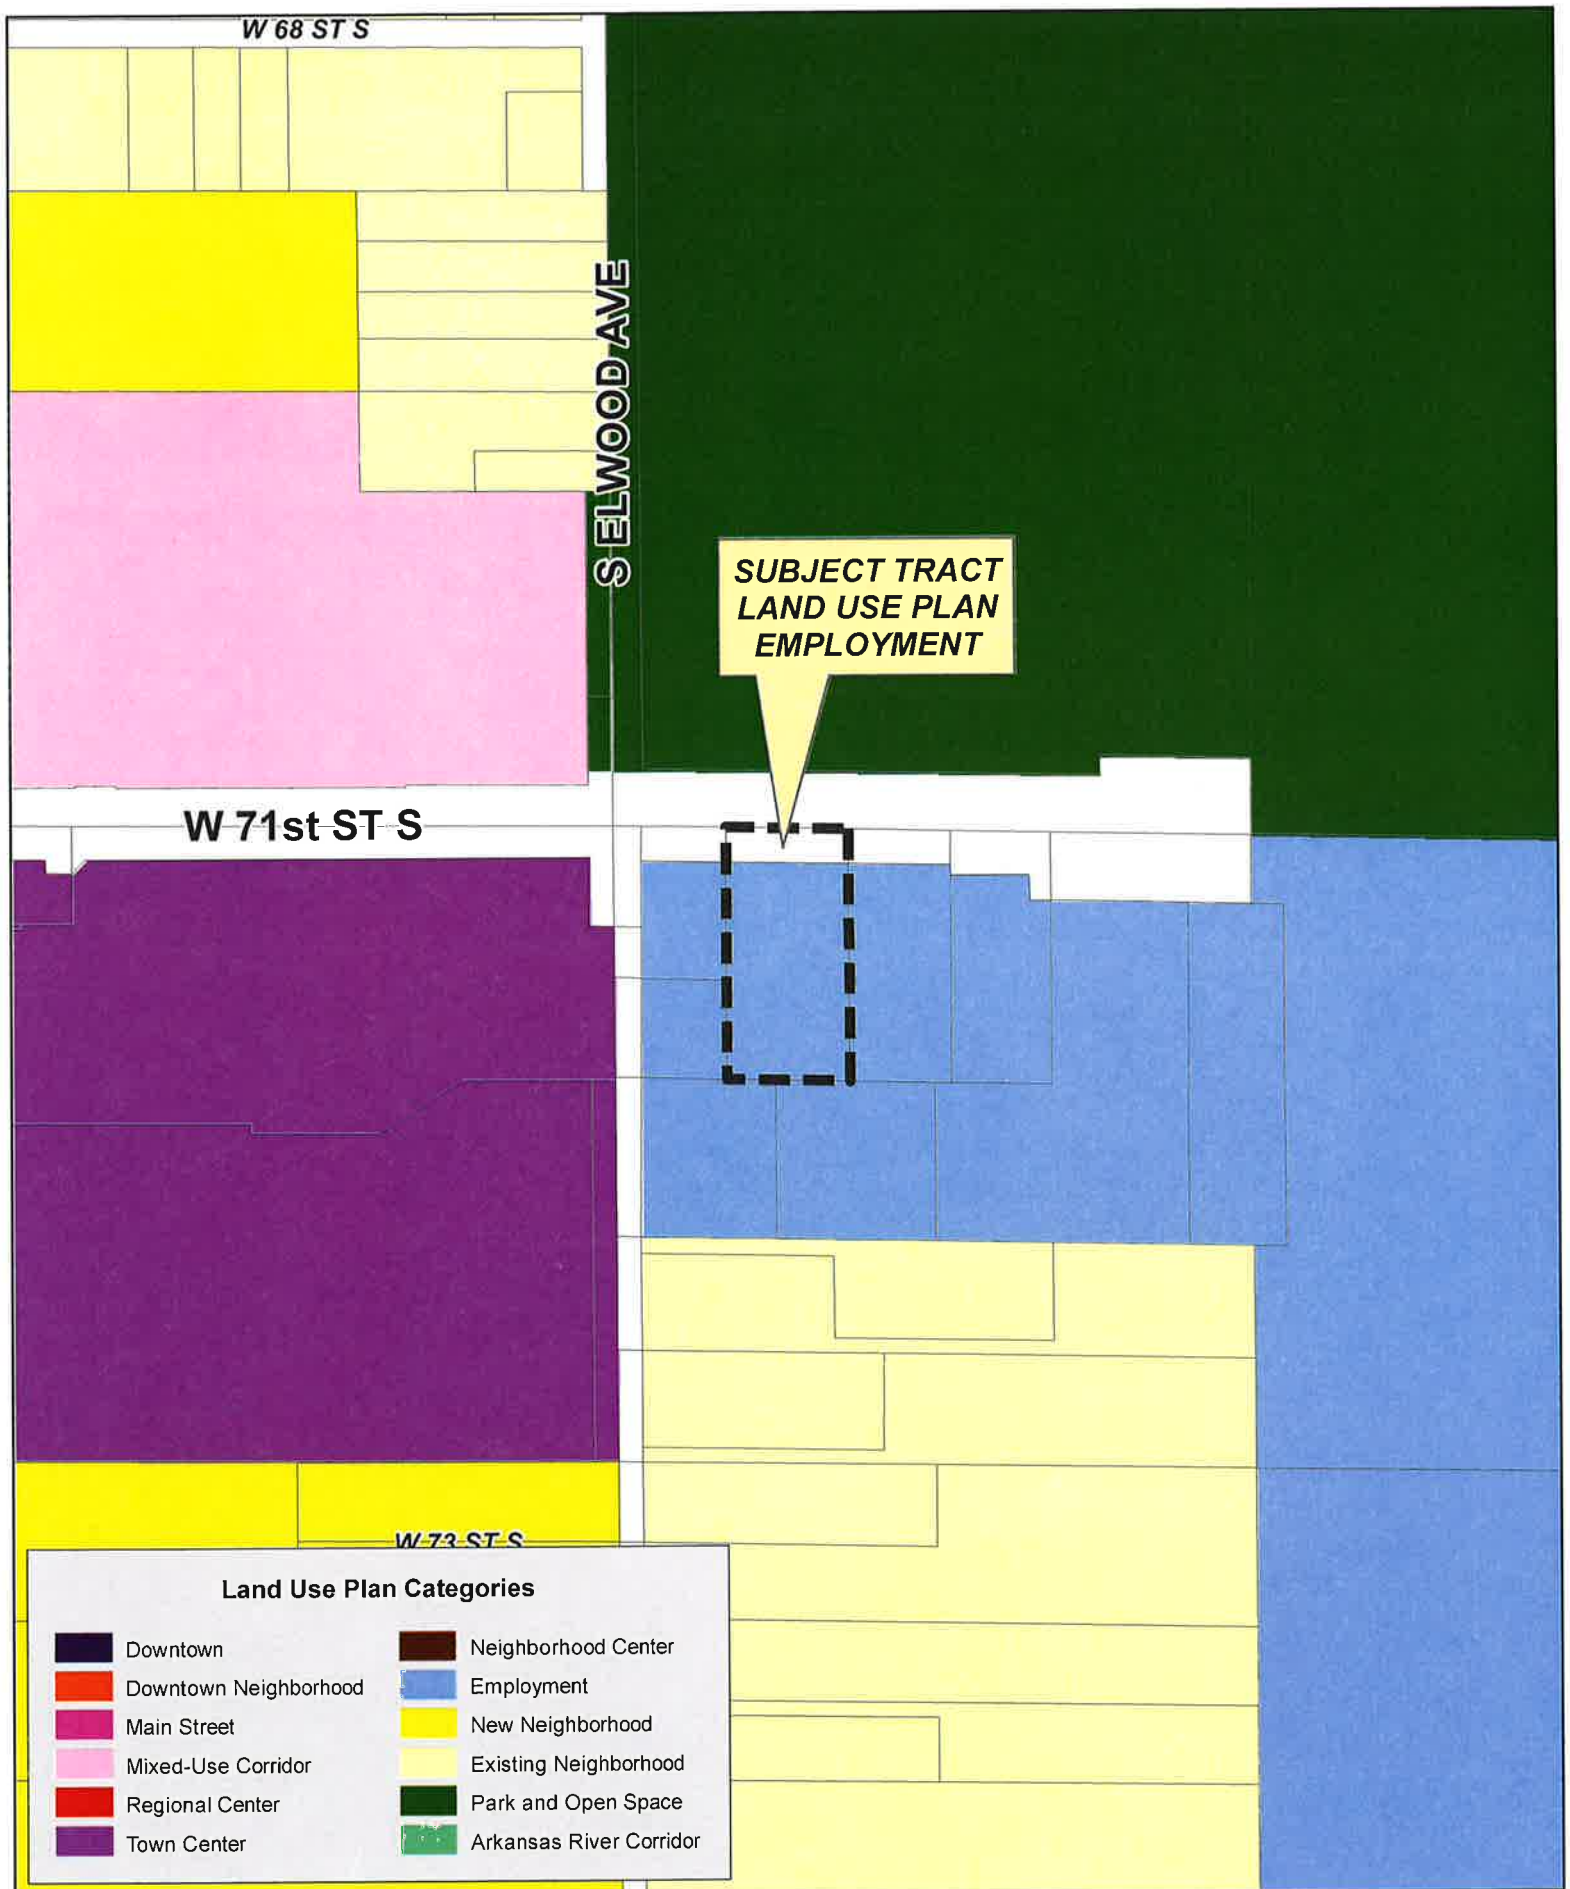 W 68 ST S
S ELWOOD AVE
SUBJECT TRACT
LAND USE PLAN
EMPLOYMENT
W 71st ST S
W 73 ST S
Land Use Plan Categories
Downtown
Downtown Neighborhood
Main Street
Mixed-Use Corridor
Regional Center
Town Center
Neighborhood Center
Employment
New Neighborhood
Existing Neighborhood
Park and Open Space
Arkansas River Corridor